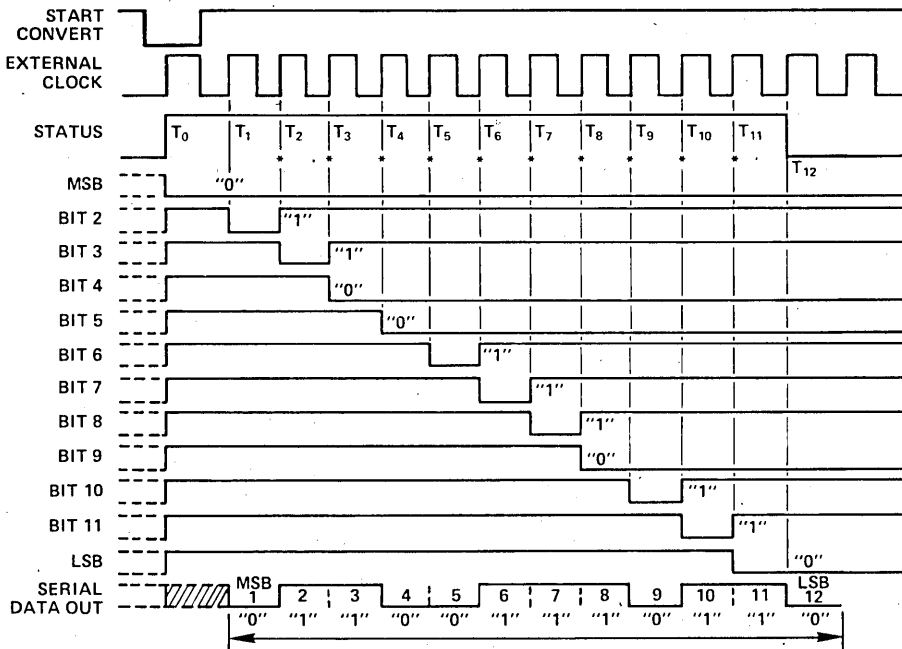 START
CONVERT
EXTERNAL
CLOCK
STATUS T0 T1 T2 T3 T4 T5 T6 T7 T8 T9 T10 T11
* * * * * * * * * *
T12
MSB "0"
BIT 2 "1"
BIT 3 "1"
BIT 4 "0"
BIT 5 "0"
BIT 6 "1"
BIT 7 "1"
BIT 8 "1"
BIT 9 "0"
BIT 10 "1"
BIT 11 "1"
LSB "0"
SERIAL
DATA OUT
MSB LSB
1 2 3 4 5 6 7 8 9 10 11 12
"0" "1" "1" "0" "0" "1" "1" "1" "0" "1" "1" "0"